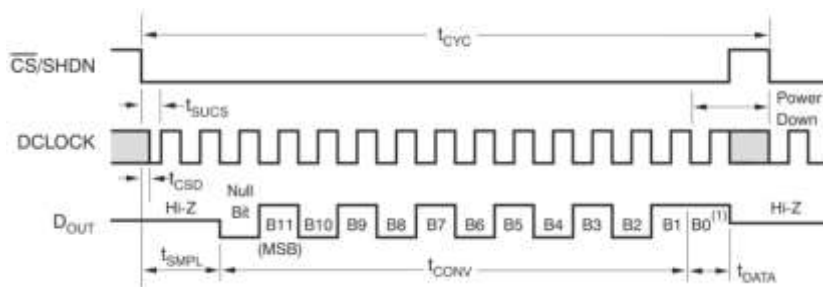 tCYC
CS/SHDN
tSUCS
Power
Down
DCLOCK
tCSD
Null
Bit
Hi-Z
Hi-Z
DOUT
B11 B10 B9 B8 B7 B6 B5 B4 B3 B2 B1 B0(1)
(MSB)
tSMPL
tCONV
tDATA